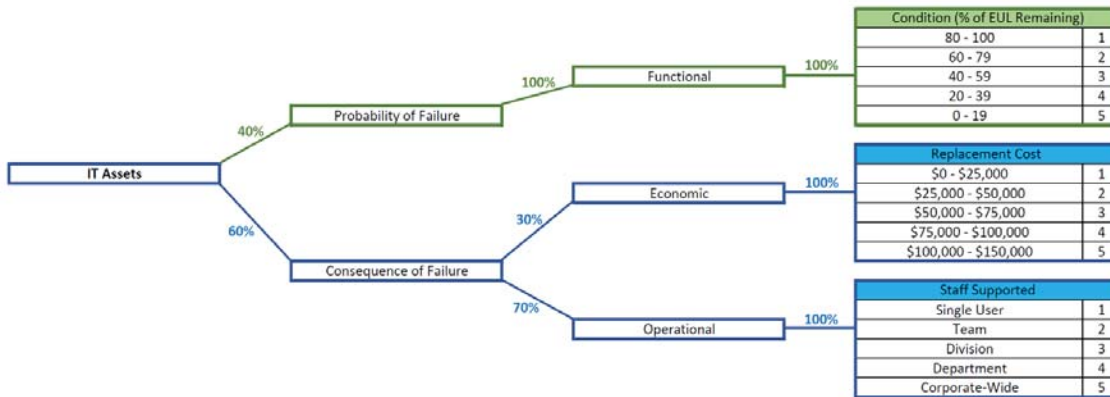 IT Assets
40%
60%
Probability of Failure
Consequence of Failure
100%
30%
70%
Functional
Economic
Operational
100%
100%
100%
Condition (% of EUL Remaining)
80 - 100 1
60 - 79 2
40 - 59 3
20 - 39 4
0 - 19 5
Replacement Cost
$0 - $25,000 1
$25,000 - $50,000 2
$50,000 - $75,000 3
$75,000 - $100,000 4
$100,000 - $150,000 5
Staff Supported
Single User 1
Team 2
Division 3
Department 4
Corporate-Wide 5